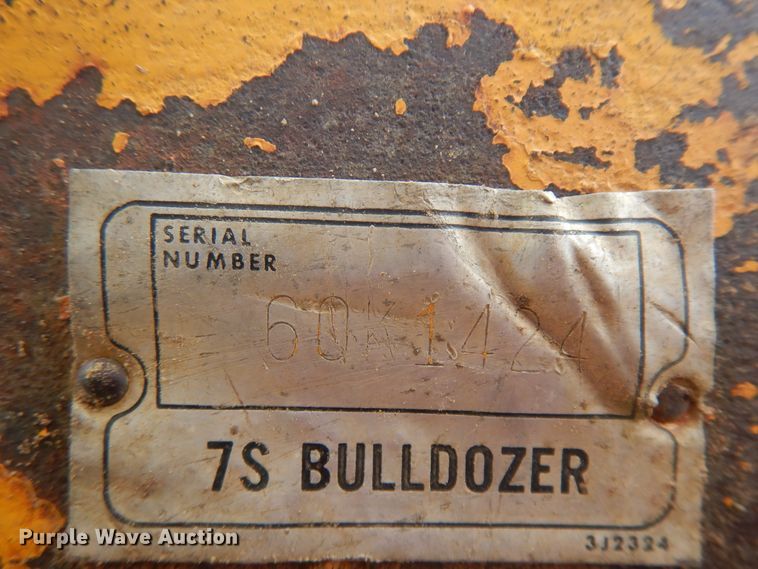 SERIAL
NUMBER
60K1424
7S BULLDOZER
3J2324
Purple Wave Auction